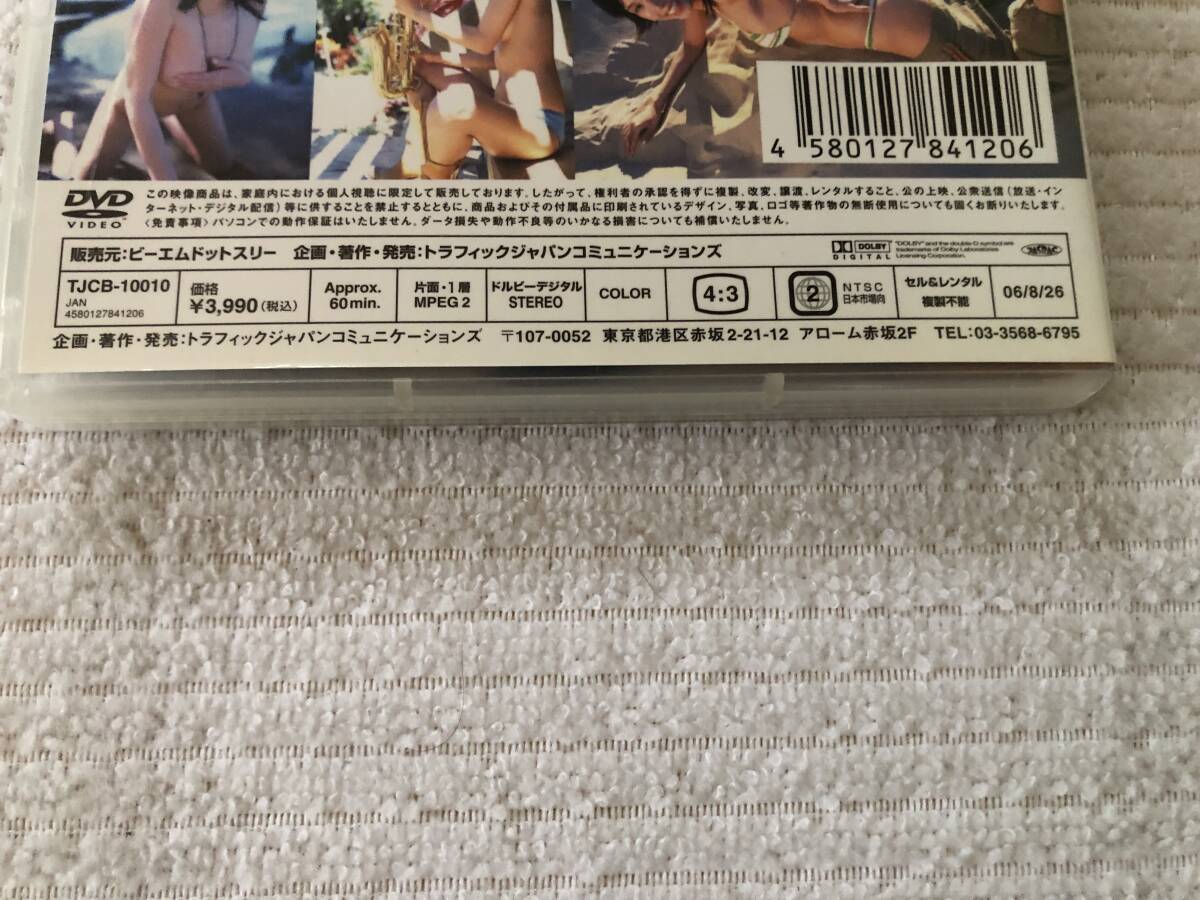 4 580127 841206
DVD VIDEO
この映像商品は、家庭内における個人視聴に限定して販売しております。したがって、権利者の承認を得ずに複製、改変、譲渡、レンタルすること、公の上映、公衆送信(放送・イン
ターネット・デジタル配信)等に供することを禁止するとともに、商品およびその付属品に印刷されているデザイン、写真、ロゴ等著作物の無断使用についても固くお断りいたします。
〈免責事項〉パソコンでの動作保証はいたしません。データ損失や動作不良等のいかなる損害についても補償いたしません。
販売元:ビーエムドットスリー 企画・著作・発売:トラフィックジャパンコミュニケーションズ
DOLBY DIGITAL
"DOLBY" and the double-D symbol are
trademarks of Dolby Laboratories
Licensing Corporation.
TJCB-10010
JAN
4580127841206
価格
¥3,990(税込)
Approx.
60min.
片面・1層
MPEG 2
ドルビーデジタル
STEREO
COLOR
4:3
2
NTSC
日本市場向
セル&レンタル
複製不能
06/8/26
企画・著作・発売:トラフィックジャパンコミュニケーションズ 〒107-0052 東京都港区赤坂2-21-12 アローム赤坂2F TEL:03-3568-6795